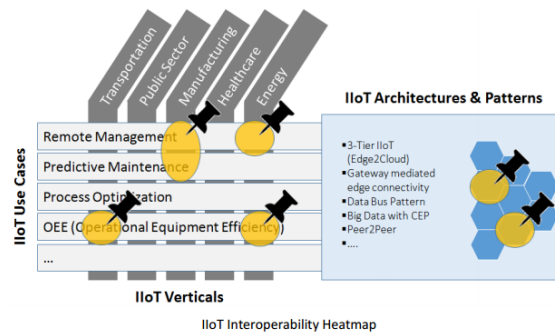 Transportation
Public Sector
Manufacturing
Healthcare
Energy
IIoT Architectures & Patterns
IIoT Use Cases
Remote Management
Predictive Maintenance
Process Optimization
OEE (Operational Equipment Efficiency)
...
▪ 3-Tier IIoT
(Edge2Cloud)
▪ Gateway mediated
edge connectivity
▪ Data Bus Pattern
▪ Big Data with CEP
▪ Peer2Peer
▪ ....
IIoT Verticals
IIoT Interoperability Heatmap